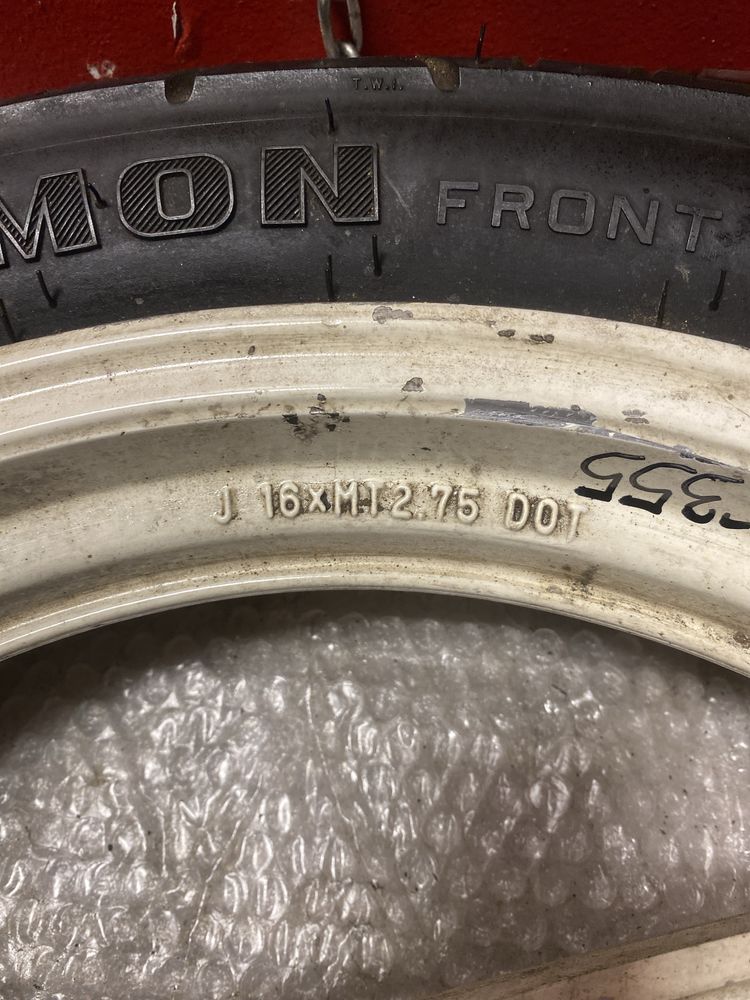 T.W.I.
MON FRONT
J 16xMT2.75 DOT
355